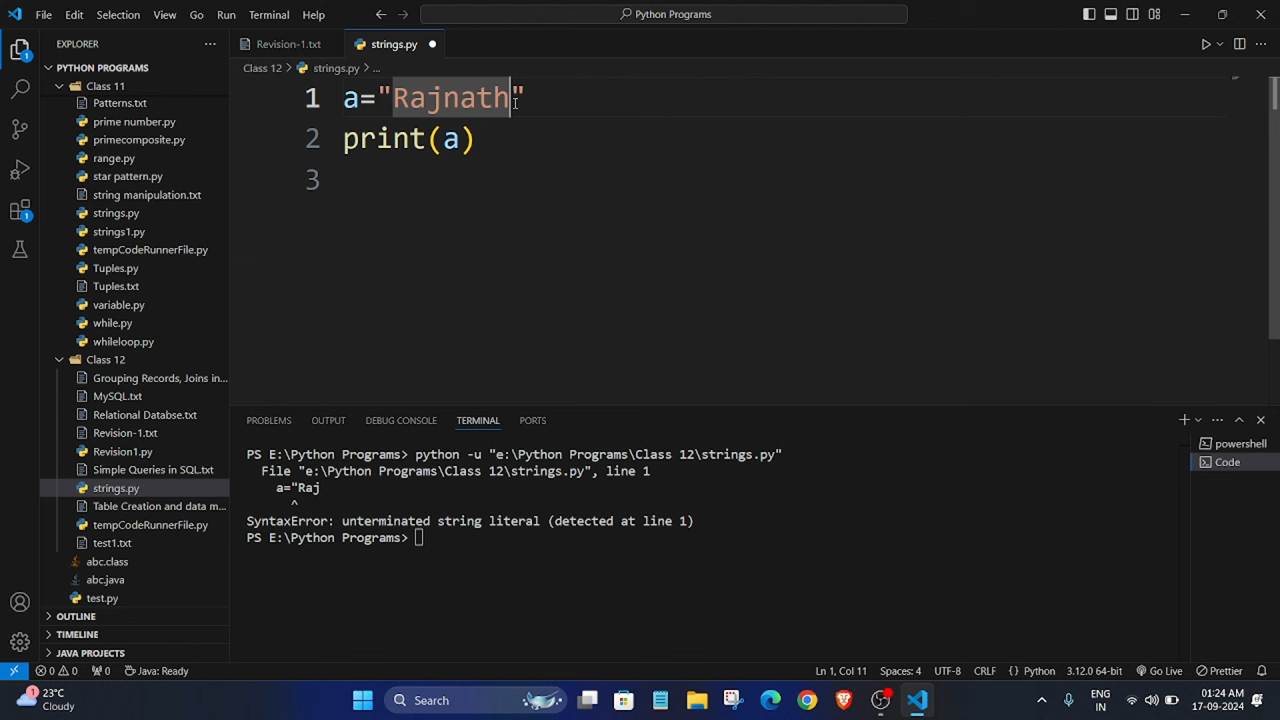 File Edit Selection View Go Run Terminal Help
Python Programs
EXPLORER
Revision-1.txt
strings.py
PYTHON PROGRAMS
Class 12 > strings.py > ...
Class 11
Patterns.txt
prime number.py
primecomposite.py
range.py
star pattern.py
string manipulation.txt
strings.py
strings1.py
tempCodeRunnerFile.py
Tuples.py
Tuples.txt
variable.py
while.py
whileloop.py
Class 12
Grouping Records, Joins in...
MySQL.txt
Relational Databse.txt
Revision-1.txt
Revision1.py
Simple Queries in SQL.txt
strings.py
Table Creation and data m...
tempCodeRunnerFile.py
test1.txt
abc.class
abc.java
test.py
OUTLINE
TIMELINE
JAVA PROJECTS
1 a="Rajnath"
2 print(a)
3
PROBLEMS OUTPUT DEBUG CONSOLE TERMINAL PORTS
powershell
Code
PS E:\Python Programs> python -u "e:\Python Programs\Class 12\strings.py"
File "e:\Python Programs\Class 12\strings.py", line 1
a="Raj
^
SyntaxError: unterminated string literal (detected at line 1)
PS E:\Python Programs>
0 0 0 Java: Ready
Ln 1, Col 11 Spaces: 4 UTF-8 CRLF {} Python 3.12.0 64-bit Go Live Prettier
23°C
Cloudy
Search
ENG
IN
01:24 AM
17-09-2024